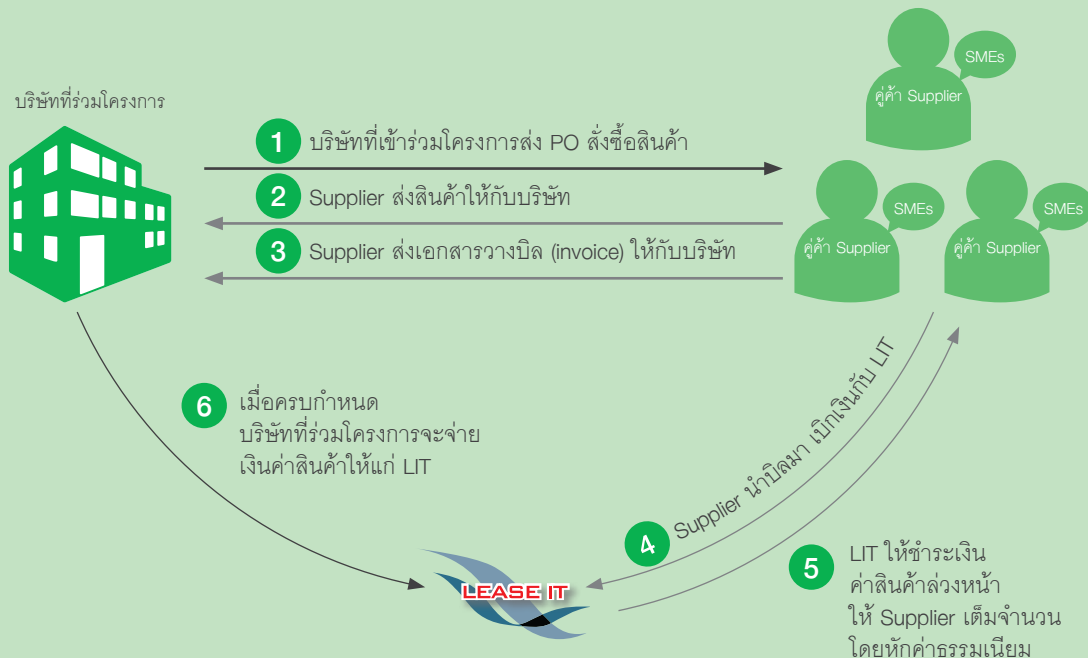 SMEs
คู่ค้า Supplier
บริษัทที่ร่วมโครงการ
1 บริษัทที่เข้าร่วมโครงการส่ง PO สั่งซื้อสินค้า
2 Supplier ส่งสินค้าให้กับบริษัท
3 Supplier ส่งเอกสารวางบิล (invoice) ให้กับบริษัท
SMEs
คู่ค้า Supplier
SMEs
คู่ค้า Supplier
6 เมื่อครบกำหนด
บริษัทที่ร่วมโครงการจะจ่าย
เงินค่าสินค้าให้แก่ LIT
4 Supplier นำบิลมา เบิกเงินกับ LIT
5 LIT ให้ชำระเงิน
ค่าสินค้าล่วงหน้า
ให้ Supplier เต็มจำนวน
โดยหักค่าธรรมเนียม
LEASE IT